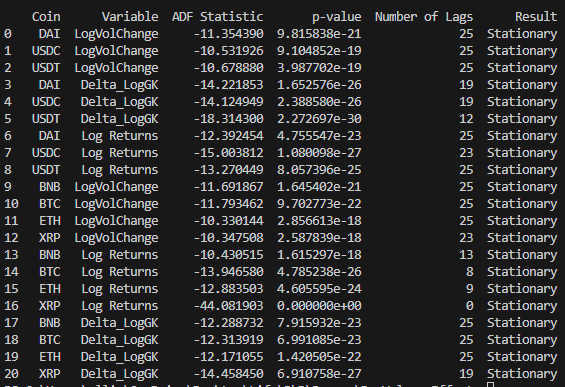 Coin Variable ADF Statistic p-value Number of Lags Result
0 DAI LogVolChange -11.354390 9.815838e-21 25 Stationary
1 USDC LogVolChange -10.531926 9.104852e-19 25 Stationary
2 USDT LogVolChange -10.678880 3.987702e-19 25 Stationary
3 DAI Delta_LogGK -14.221853 1.652576e-26 19 Stationary
4 USDC Delta_LogGK -14.124949 2.388580e-26 19 Stationary
5 USDT Delta_LogGK -18.314300 2.272697e-30 12 Stationary
6 DAI Log Returns -12.392454 4.755547e-23 25 Stationary
7 USDC Log Returns -15.003812 1.080098e-27 23 Stationary
8 USDT Log Returns -13.270449 8.057396e-25 25 Stationary
9 BNB LogVolChange -11.691867 1.645402e-21 25 Stationary
10 BTC LogVolChange -11.793462 9.702773e-22 25 Stationary
11 ETH LogVolChange -10.330144 2.856613e-18 25 Stationary
12 XRP LogVolChange -10.347508 2.587839e-18 23 Stationary
13 BNB Log Returns -10.430515 1.615297e-18 13 Stationary
14 BTC Log Returns -13.946580 4.785238e-26 8 Stationary
15 ETH Log Returns -12.883503 4.605595e-24 9 Stationary
16 XRP Log Returns -44.081903 0.000000e+00 0 Stationary
17 BNB Delta_LogGK -12.288732 7.915932e-23 25 Stationary
18 BTC Delta_LogGK -12.313919 6.991085e-23 25 Stationary
19 ETH Delta_LogGK -12.171055 1.420505e-22 25 Stationary
20 XRP Delta_LogGK -14.458450 6.910758e-27 19 Stationary